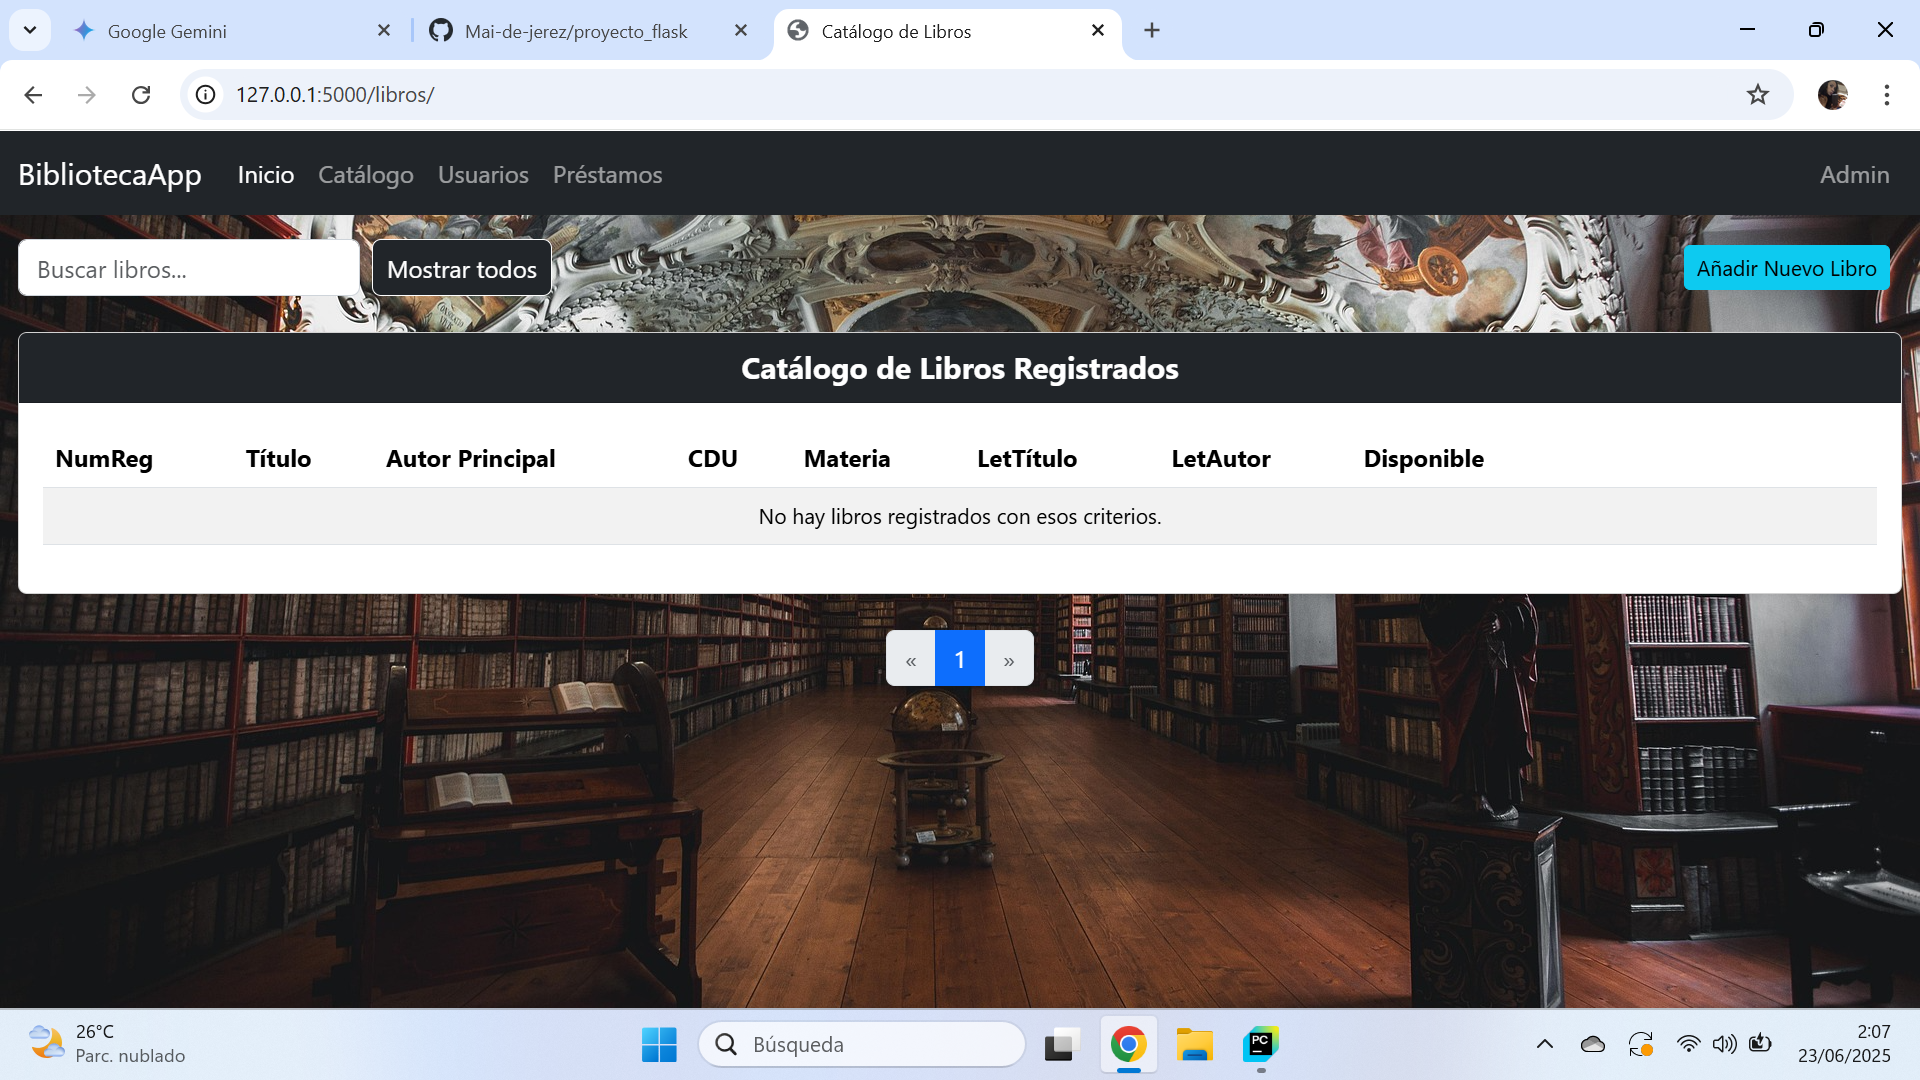 Google Gemini
Mai-de-jerez/proyecto_flask
Catálogo de Libros
127.0.0.1:5000/libros/
BibliotecaApp Inicio Catálogo Usuarios Préstamos Admin
Buscar libros... Mostrar todos Añadir Nuevo Libro
Catálogo de Libros Registrados
NumReg Título Autor Principal CDU Materia LetTítulo LetAutor Disponible
No hay libros registrados con esos criterios.
« 1 »
26°C
Parc. nublado
Búsqueda
PC
2:07
23/06/2025